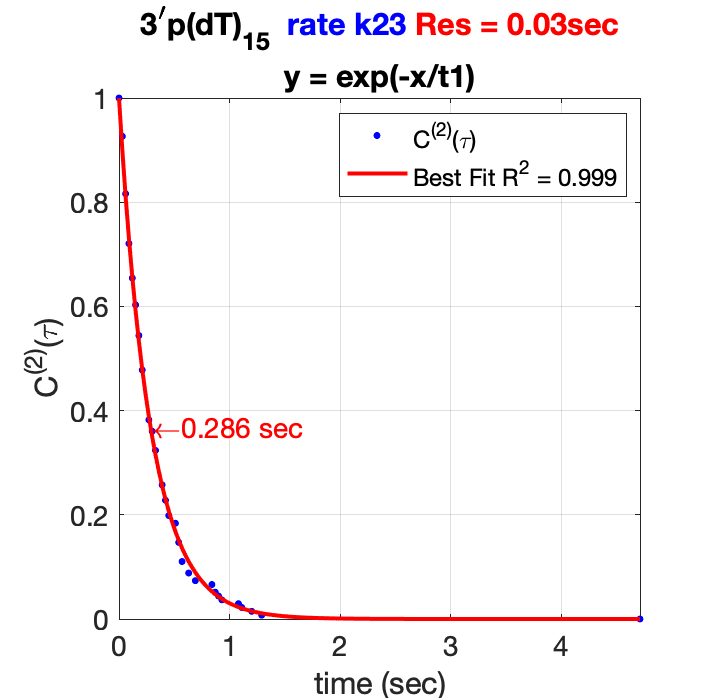 3′p(dT)₁₅ rate k23 Res = 0.03sec
y = exp(-x/t1)
C⁽²⁾(τ)
Best Fit R² = 0.999
←0.286 sec
C⁽²⁾(τ)
1
0.8
0.6
0.4
0.2
0
0 1 2 3 4
time (sec)